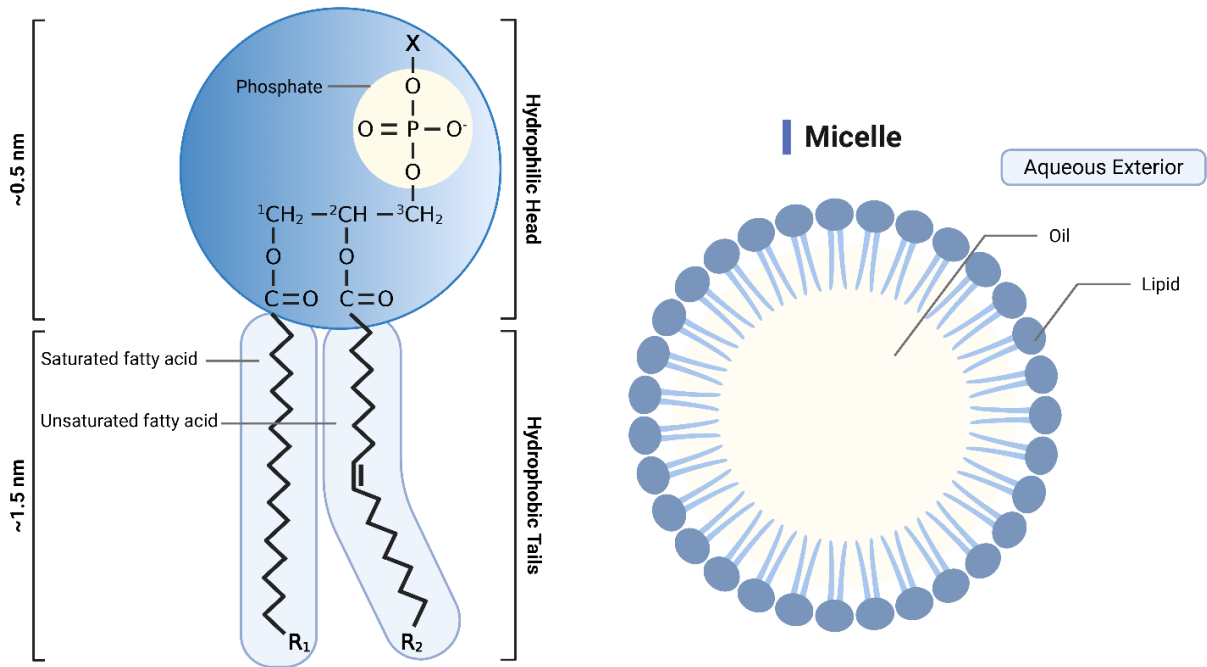 ~0.5 nm
Phosphate
X
O
O = P – O⁻
O
¹CH₂ – ²CH – ³CH₂
O O
C = O C = O
Hydrophilic Head
~1.5 nm
Saturated fatty acid
Unsaturated fatty acid
R₁ R₂
Hydrophobic Tails
Micelle
Aqueous Exterior
Oil
Lipid